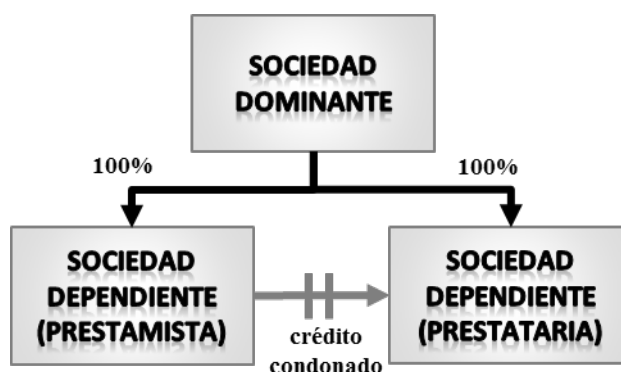 SOCIEDAD
DOMINANTE
100%
100%
SOCIEDAD
DEPENDIENTE
(PRESTAMISTA)
crédito
condonado
SOCIEDAD
DEPENDIENTE
(PRESTATARIA)